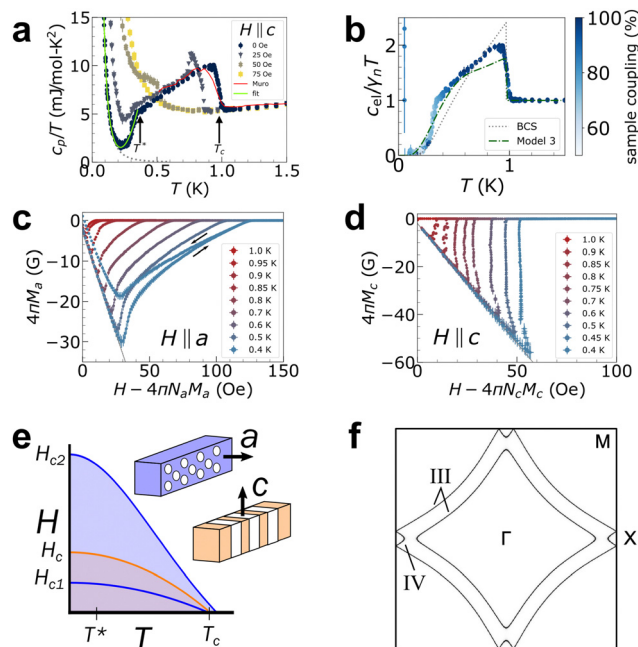 a
H ∥ c
c_p/T (mJ/mol-K²)
15
10
5
0
0.0
0.5
1.0
1.5
T (K)
T*
T_c
0 Oe
25 Oe
50 Oe
75 Oe
Muro
fit
b
c_el/γ_nT
2
1
0
0
1
2
T (K)
BCS
Model 3
100
80
60
sample coupling (%)
c
4πM_a (G)
0
−10
−20
−30
0
50
100
150
H − 4πN_aM_a (Oe)
H ∥ a
1.0 K
0.95 K
0.9 K
0.85 K
0.8 K
0.7 K
0.6 K
0.5 K
0.4 K
d
4πM_c (G)
0
−20
−40
−60
0
50
100
H − 4πN_cM_c (Oe)
H ∥ c
1.0 K
0.9 K
0.85 K
0.8 K
0.75 K
0.7 K
0.6 K
0.5 K
0.45 K
0.4 K
e
H_c2
H
H_c
H_c1
T*
T
T_c
a
c
f
M
III
Γ
X
IV